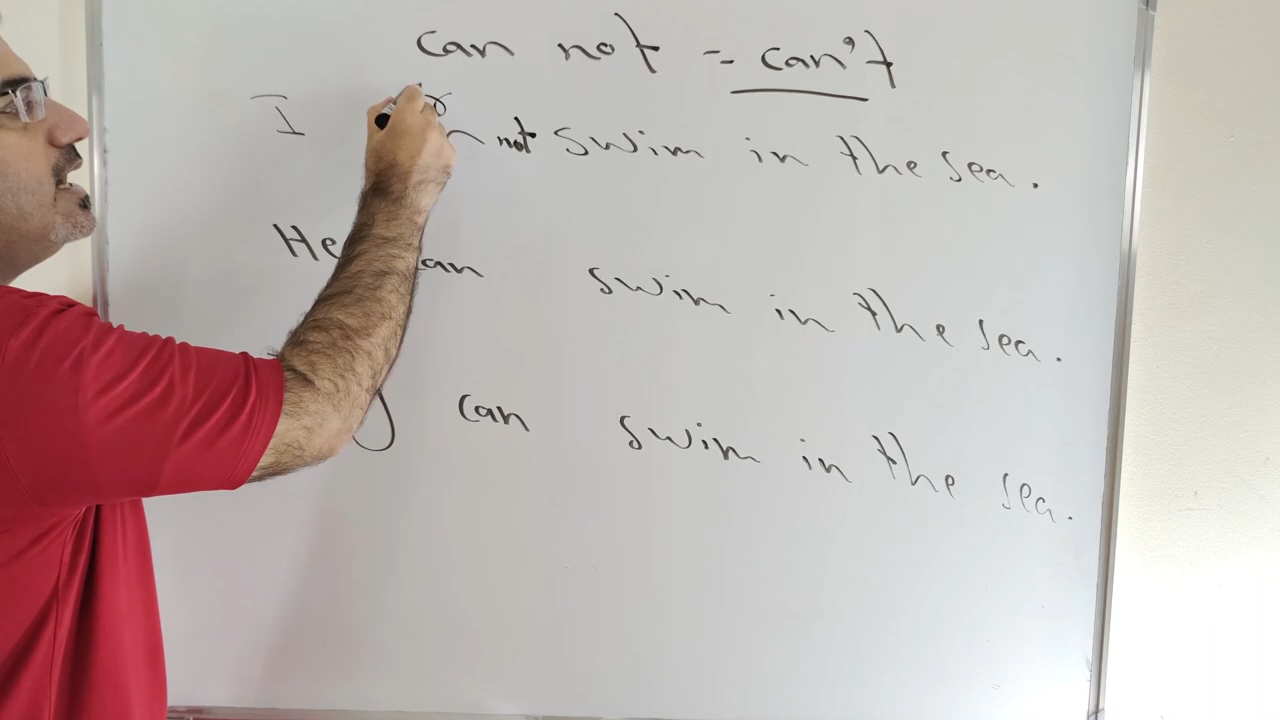 can not = can't
I not swim in the sea.
He can swim in the sea.
can swim in the sea.